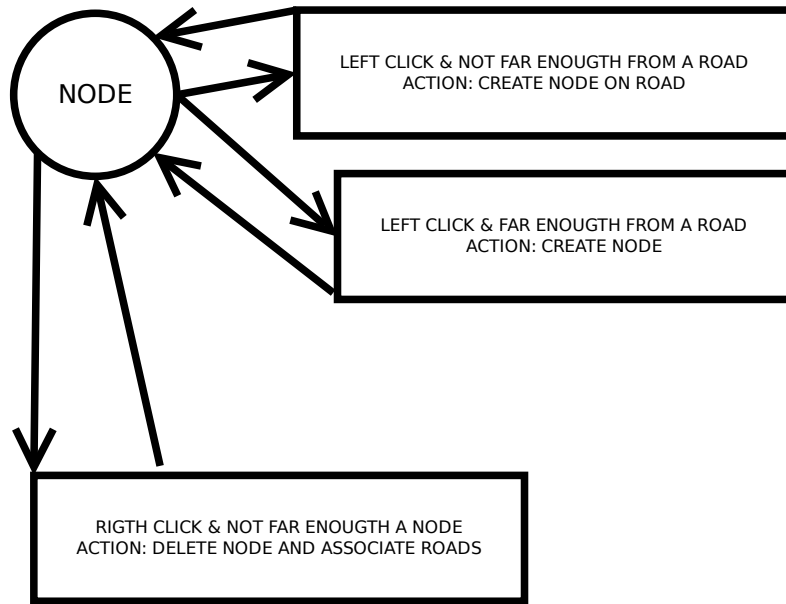 NODE
LEFT CLICK & NOT FAR ENOUGTH FROM A ROAD
ACTION: CREATE NODE ON ROAD
LEFT CLICK & FAR ENOUGTH FROM A ROAD
ACTION: CREATE NODE
RIGTH CLICK & NOT FAR ENOUGTH A NODE
ACTION: DELETE NODE AND ASSOCIATE ROADS